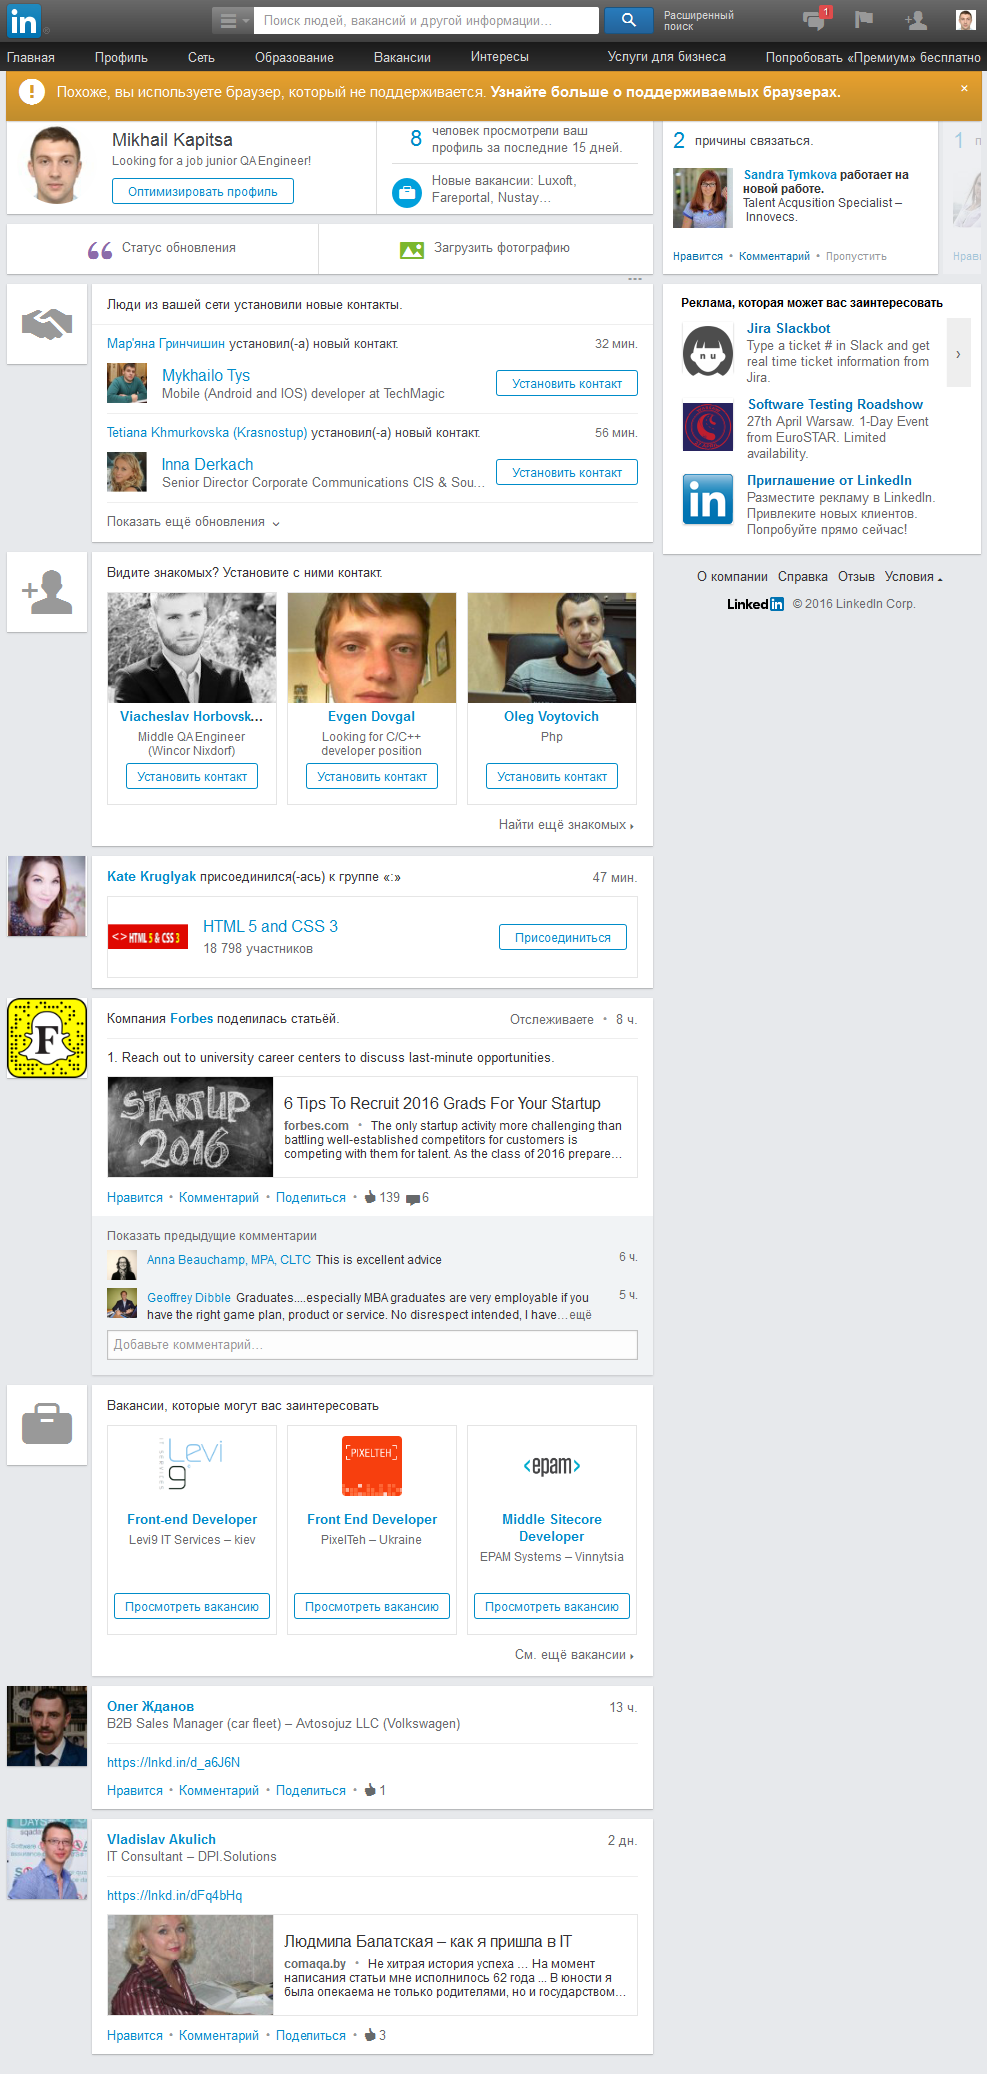 in
Поиск людей, вакансий и другой информации...
Расширенный
поиск
1
Главная
Профиль
Сеть
Образование
Вакансии
Интересы
Услуги для бизнеса
Попробовать «Премиум» бесплатно
Похоже, вы используете браузер, который не поддерживается. Узнайте больше о поддерживаемых браузерах.
×
Mikhail Kapitsa
Looking for a job junior QA Engineer!
Оптимизировать профиль
8
человек просмотрели ваш
профиль за последние 15 дней.
Новые вакансии: Luxoft,
Fareportal, Nustay…
2 причины связаться.
Sandra Tymkova работает на
новой работе.
Talent Acqusition Specialist –
Innovecs.
Нравится • Комментарий • Пропустить
1
Статус обновления
Загрузить фотографию
Люди из вашей сети установили новые контакты.
Мар'яна Гринчишин установил(-а) новый контакт.
32 мин.
Mykhailo Tys
Mobile (Android and IOS) developer at TechMagic
Установить контакт
Tetiana Khmurkovska (Krasnostup) установил(-а) новый контакт.
56 мин.
Inna Derkach
Senior Director Corporate Communications CIS & Sou...
Установить контакт
Показать ещё обновления
Реклама, которая может вас заинтересовать
nu
Jira Slackbot
Type a ticket # in Slack and get
real time ticket information from
Jira.
Software Testing Roadshow
27th April Warsaw. 1-Day Event
from EuroSTAR. Limited
availability.
in
Приглашение от LinkedIn
Разместите рекламу в LinkedIn.
Привлеките новых клиентов.
Попробуйте прямо сейчас!
О компании Справка Отзыв Условия
Linked in © 2016 LinkedIn Corp.
Видите знакомых? Установите с ними контакт.
Viacheslav Horbovsk...
Middle QA Engineer
(Wincor Nixdorf)
Установить контакт
Evgen Dovgal
Looking for C/C++
developer position
Установить контакт
Oleg Voytovich
Php
Установить контакт
Найти ещё знакомых
Kate Kruglyak присоединился(-ась) к группе «:»
47 мин.
<> HTML 5 & CSS 3
HTML 5 and CSS 3
18 798 участников
Присоединиться
F
Компания Forbes поделилась статьёй.
Отслеживаете • 8 ч.
1. Reach out to university career centers to discuss last-minute opportunities.
STARTUP
2016
6 Tips To Recruit 2016 Grads For Your Startup
forbes.com • The only startup activity more challenging than
battling well-established competitors for customers is
competing with them for talent. As the class of 2016 prepare...
Нравится • Комментарий • Поделиться • 139 6
Показать предыдущие комментарии
Anna Beauchamp, MPA, CLTC This is excellent advice
6 ч.
Geoffrey Dibble Graduates....especially MBA graduates are very employable if you
5 ч.
have the right game plan, product or service. No disrespect intended, I have…ещё
Добавьте комментарий…
Вакансии, которые могут вас заинтересовать
Levi
9
IT SERVICES
Front-end Developer
Levi9 IT Services – kiev
Просмотреть вакансию
PIXELTEH
Front End Developer
PixelTeh – Ukraine
Просмотреть вакансию
<epam>
Middle Sitecore
Developer
EPAM Systems – Vinnytsia
Просмотреть вакансию
См. ещё вакансии
Олег Жданов
13 ч.
B2B Sales Manager (car fleet) – Avtosojuz LLC (Volkswagen)
https://lnkd.in/d_a6J6N
Нравится • Комментарий • Поделиться • 1
Vladislav Akulich
2 дн.
IT Consultant – DPI.Solutions
https://lnkd.in/dFq4bHq
Людмила Балатская – как я пришла в IT
comaqa.by • Не хитрая история успеха ... На момент
написания статьи мне исполнилось 62 года ... В юности я
была опекаема не только родителями, но и государством...
Нравится • Комментарий • Поделиться • 3